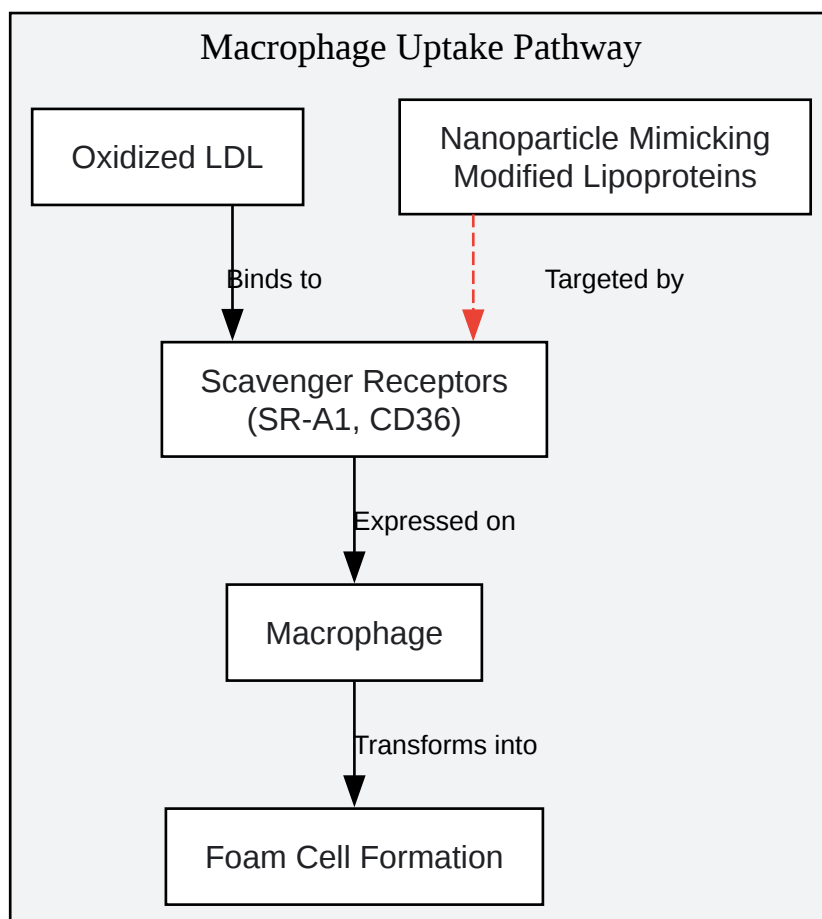 Macrophage Uptake Pathway
Oxidized LDL
Nanoparticle Mimicking
Modified Lipoproteins
Binds to
Targeted by
Scavenger Receptors
(SR-A1, CD36)
Expressed on
Macrophage
Transforms into
Foam Cell Formation